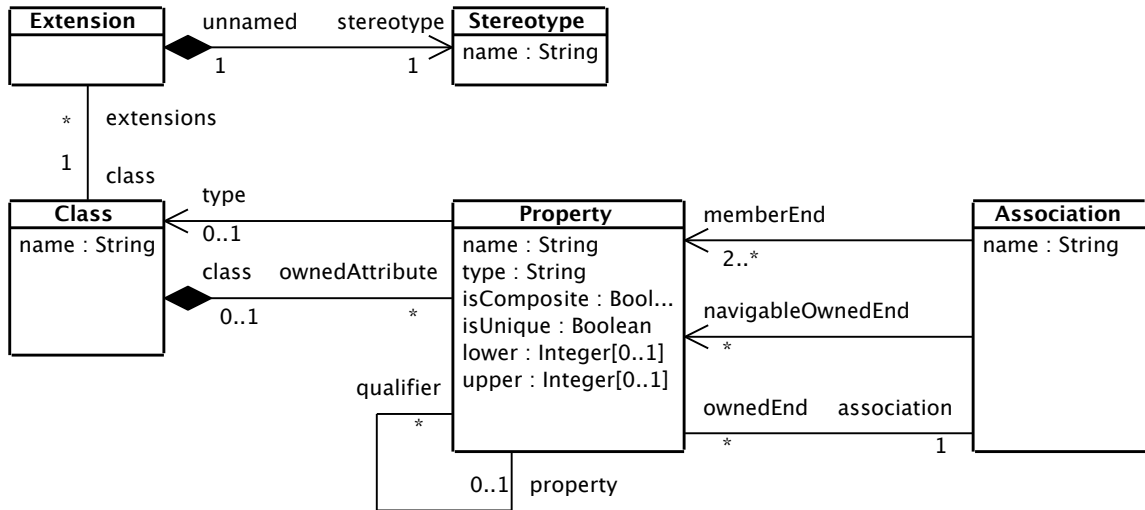 Extension
unnamed
stereotype
Stereotype
1
1
name : String
*
extensions
1
class
type
Class
0..1
Property
memberEnd
Association
name : String
name : String
2..*
name : String
class
ownedAttribute
type : String
0..1
*
isComposite : Bool...
isUnique : Boolean
navigableOwnedEnd
*
lower : Integer[0..1]
upper : Integer[0..1]
qualifier
*
ownedEnd
association
*
1
0..1
property